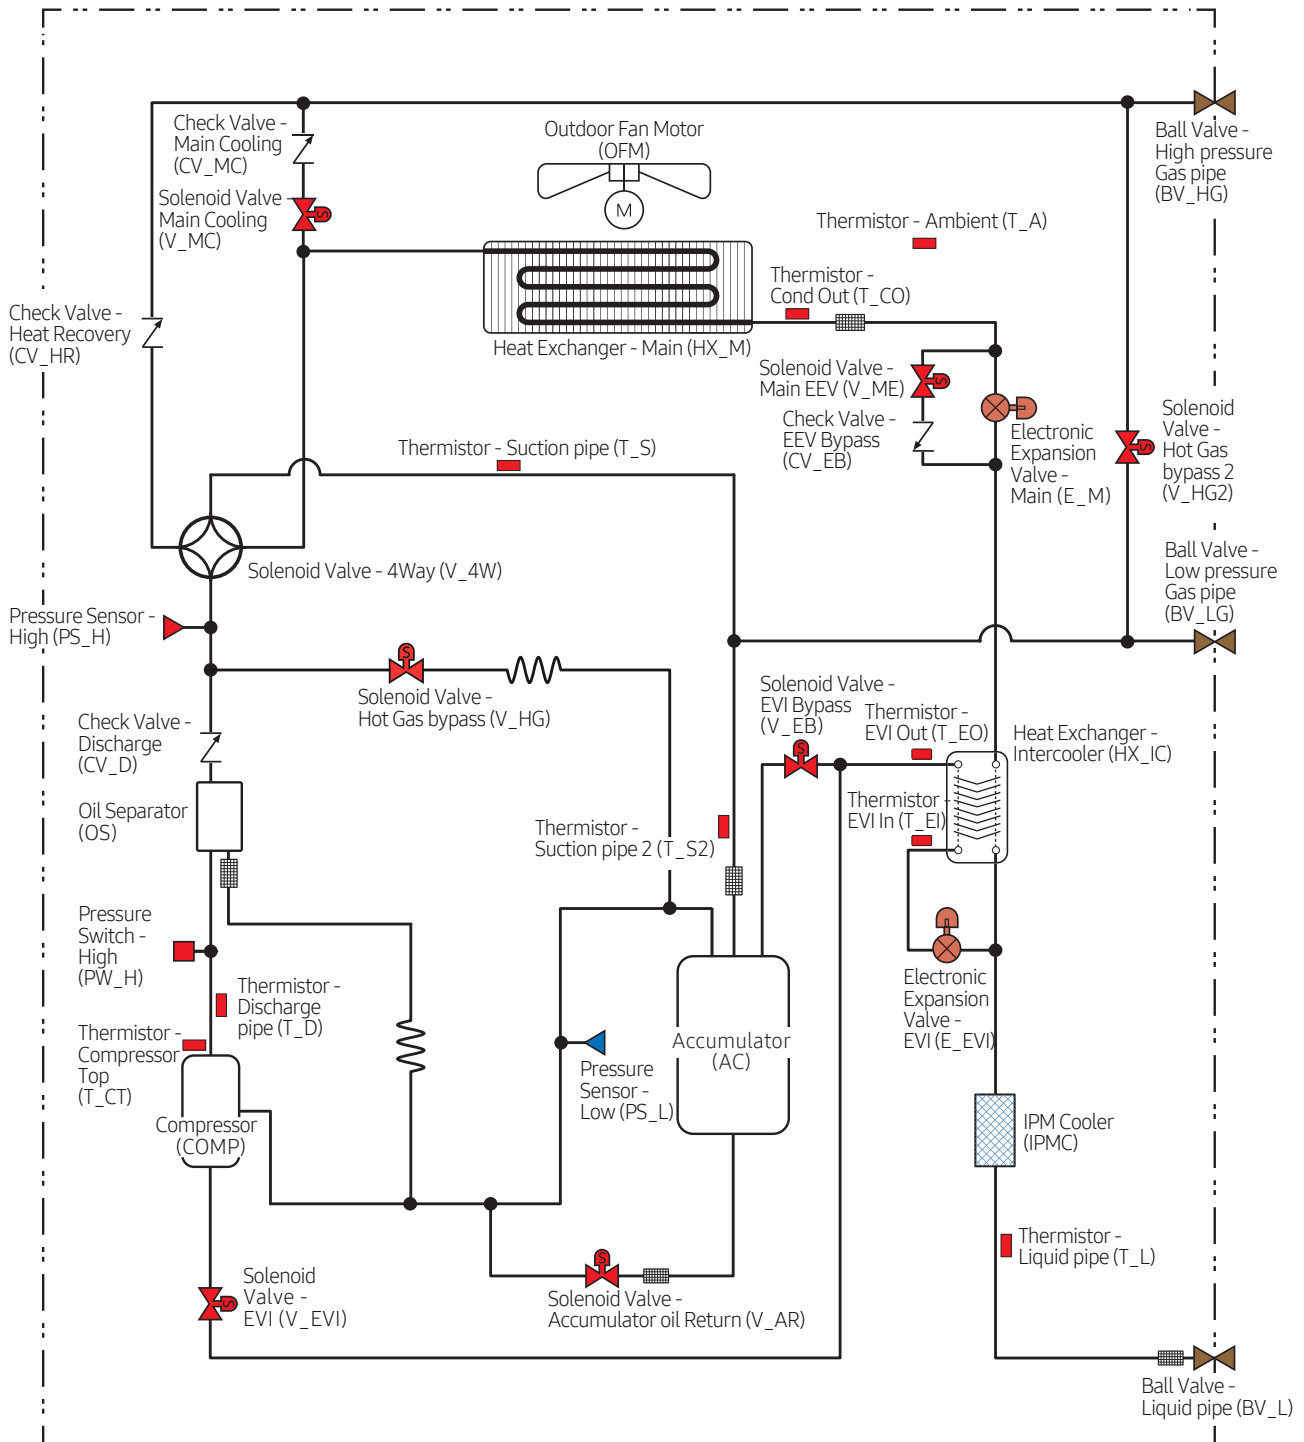 Check Valve -
Main Cooling
(CV_MC)
Solenoid Valve -
Main Cooling
(V_MC)
Outdoor Fan Motor
(OFM)
M
S
Ball Valve -
High pressure
Gas pipe
(BV_HG)
Thermistor - Ambient (T_A)
Thermistor -
Cond Out (T_CO)
Check Valve -
Heat Recovery
(CV_HR)
Heat Exchanger - Main (HX_M)
Solenoid Valve -
Main EEV (V_ME)
S
Check Valve -
EEV Bypass
(CV_EB)
Electronic
Expansion
Valve -
Main (E_M)
Solenoid
Valve -
Hot Gas
bypass 2
(V_HG2)
S
Thermistor - Suction pipe (T_S)
Solenoid Valve - 4Way (V_4W)
Ball Valve -
Low pressure
Gas pipe
(BV_LG)
Pressure Sensor -
High (PS_H)
S
Solenoid Valve -
Hot Gas bypass (V_HG)
Solenoid Valve -
EVI Bypass
(V_EB)
S
Thermistor -
EVI Out (T_EO)
Heat Exchanger -
Intercooler (HX_IC)
Check Valve -
Discharge
(CV_D)
Oil Separator
(OS)
Thermistor -
Suction pipe 2 (T_S2)
Thermistor -
EVI In (T_EI)
Pressure
Switch -
High
(PW_H)
Thermistor -
Discharge
pipe (T_D)
Thermistor -
Compressor
Top
(T_CT)
Electronic
Expansion
Valve -
EVI (E_EVI)
Accumulator
(AC)
Pressure
Sensor -
Low (PS_L)
Compressor
(COMP)
IPM Cooler
(IPMC)
Thermistor -
Liquid pipe (T_L)
Solenoid
Valve -
EVI (V_EVI)
S
S
Solenoid Valve -
Accumulator oil Return (V_AR)
Ball Valve -
Liquid pipe (BV_L)